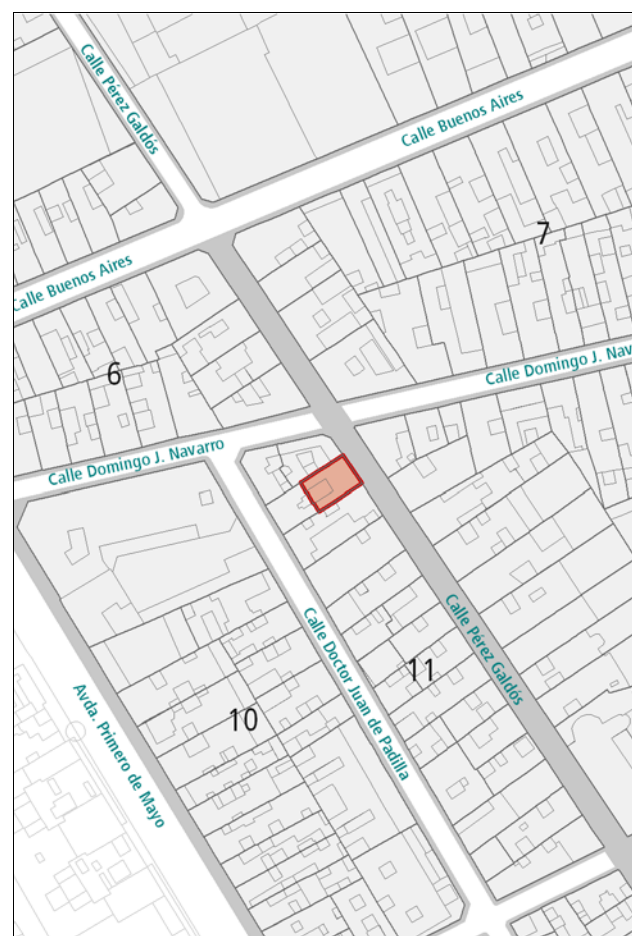 Calle Pérez Galdós
Calle Buenos Aires
7
Calle Buenos Aires
6
Calle Domingo J. Nav
Calle Domingo J. Navarro
Calle Pérez Galdós
Calle Doctor Juan de Padilla
11
10
Avda. Primero de Mayo